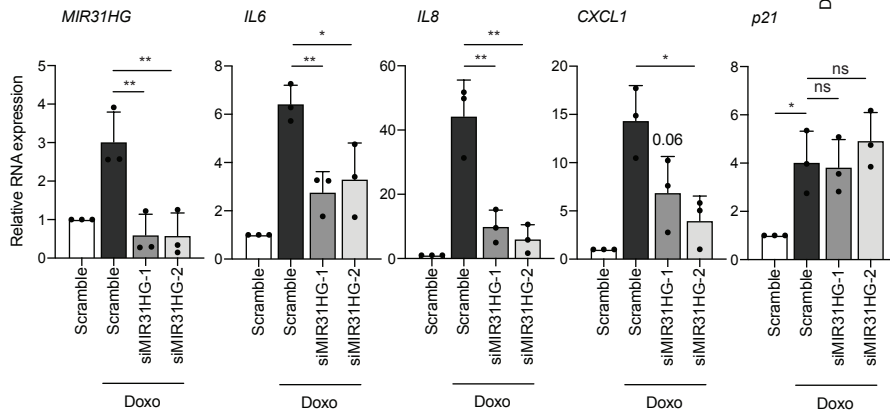 D
MIR31HG IL6 IL8 CXCL1 p21
Relative RNA expression
5
4
3
2
1
0
**
**
Scramble
Scramble
siMIR31HG-1
siMIR31HG-2
Doxo
8
6
4
2
0
*
**
Scramble
Scramble
siMIR31HG-1
siMIR31HG-2
Doxo
60
40
20
0
**
**
Scramble
Scramble
siMIR31HG-1
siMIR31HG-2
Doxo
20
15
10
5
0
*
0.06
Scramble
Scramble
siMIR31HG-1
siMIR31HG-2
Doxo
8
6
4
2
0
ns
ns
*
Scramble
Scramble
siMIR31HG-1
siMIR31HG-2
Doxo